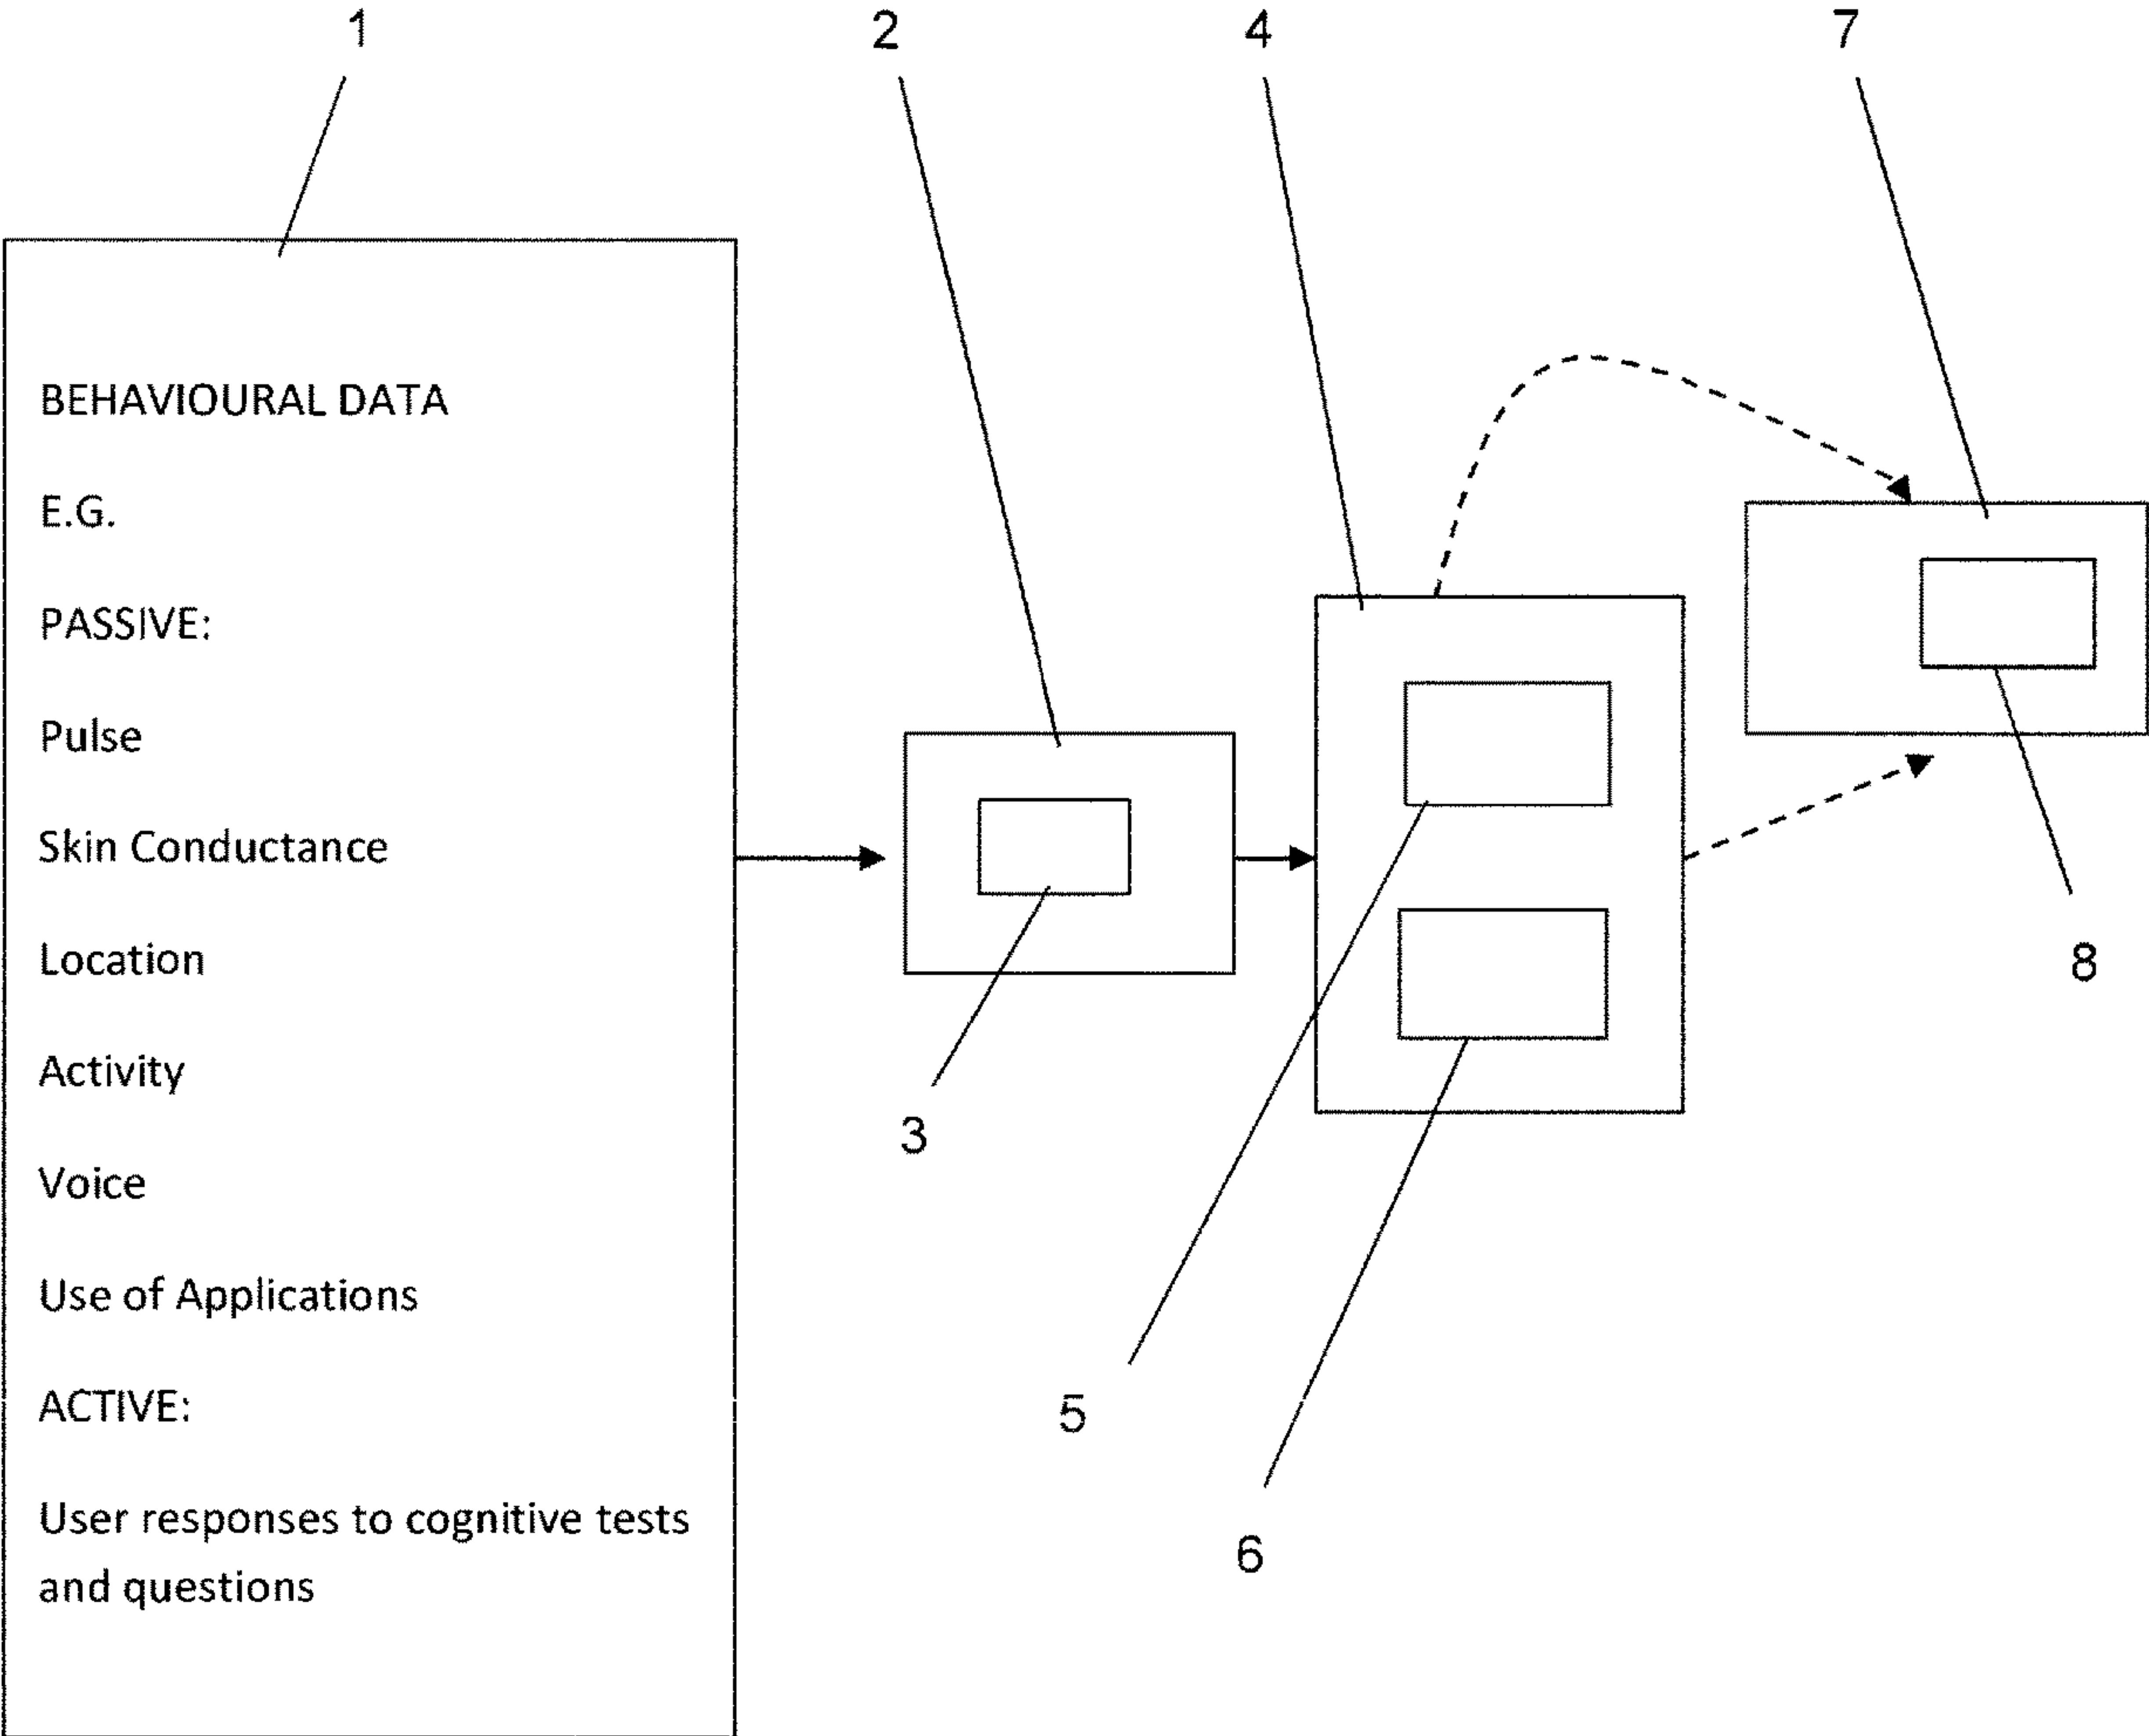 1
2
4
7
BEHAVIOURAL DATA
E.G.
PASSIVE:
Pulse
Skin Conductance
Location
Activity
Voice
Use of Applications
ACTIVE:
User responses to cognitive tests
and questions
3
5
6
8